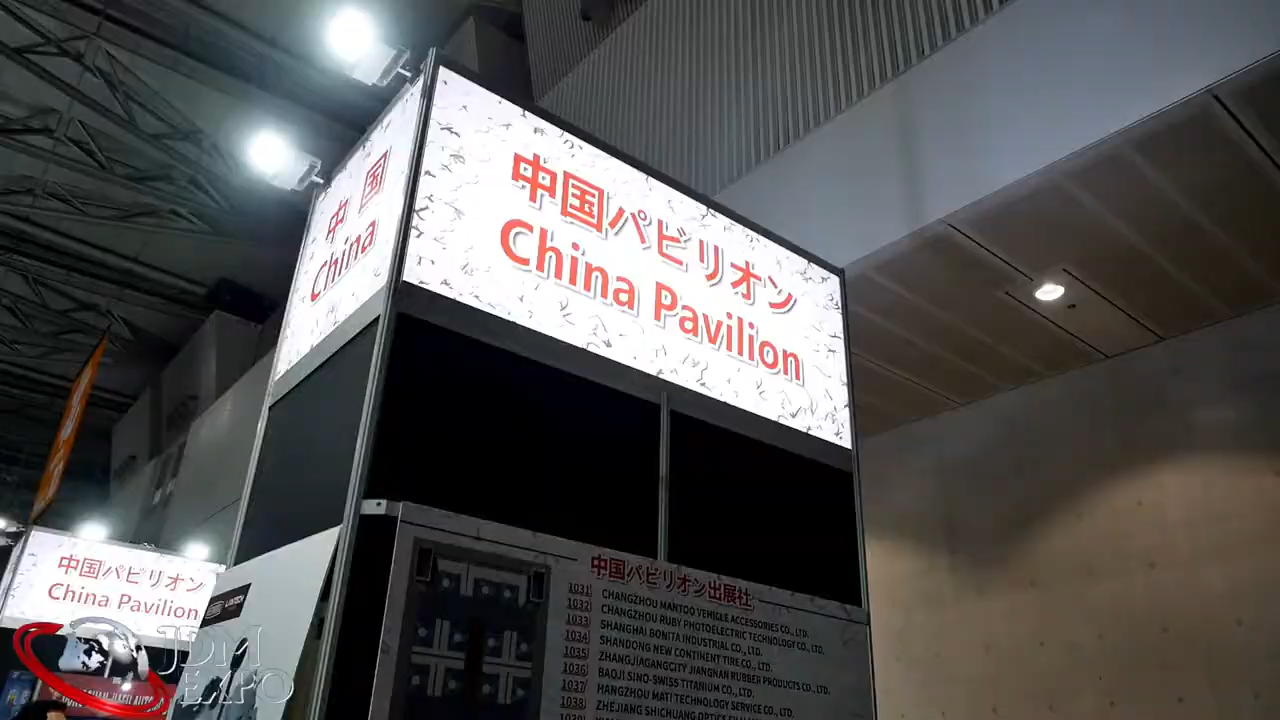 中国パビリオン
China Pavilion
中国
China
中国パビリオン出展社
1031 CHANGZHOU MANTOO VEHICLE ACCESSORIES CO., LTD.
1032 CHANGZHOU RUBY PHOTOELECTRIC TECHNOLOGY CO., LTD.
1033 SHANGHAI BONITA INDUSTRIAL CO., LTD.
1034 SHANDONG NEW CONTINENT TIRE CO., LTD.
1035 ZHANGJIAGANGCITY JIANGNAN RUBBER PRODUCTS CO., LTD.
1036 BAOJI SINO-SWISS TITANIUM CO., LTD.
1037 HANGZHOU MATI TECHNOLOGY SERVICE CO., LTD.
1038 ZHEJIANG SHICHUANG OPTICS
中国パビリオン
China Pavilion
JDM
EXPO